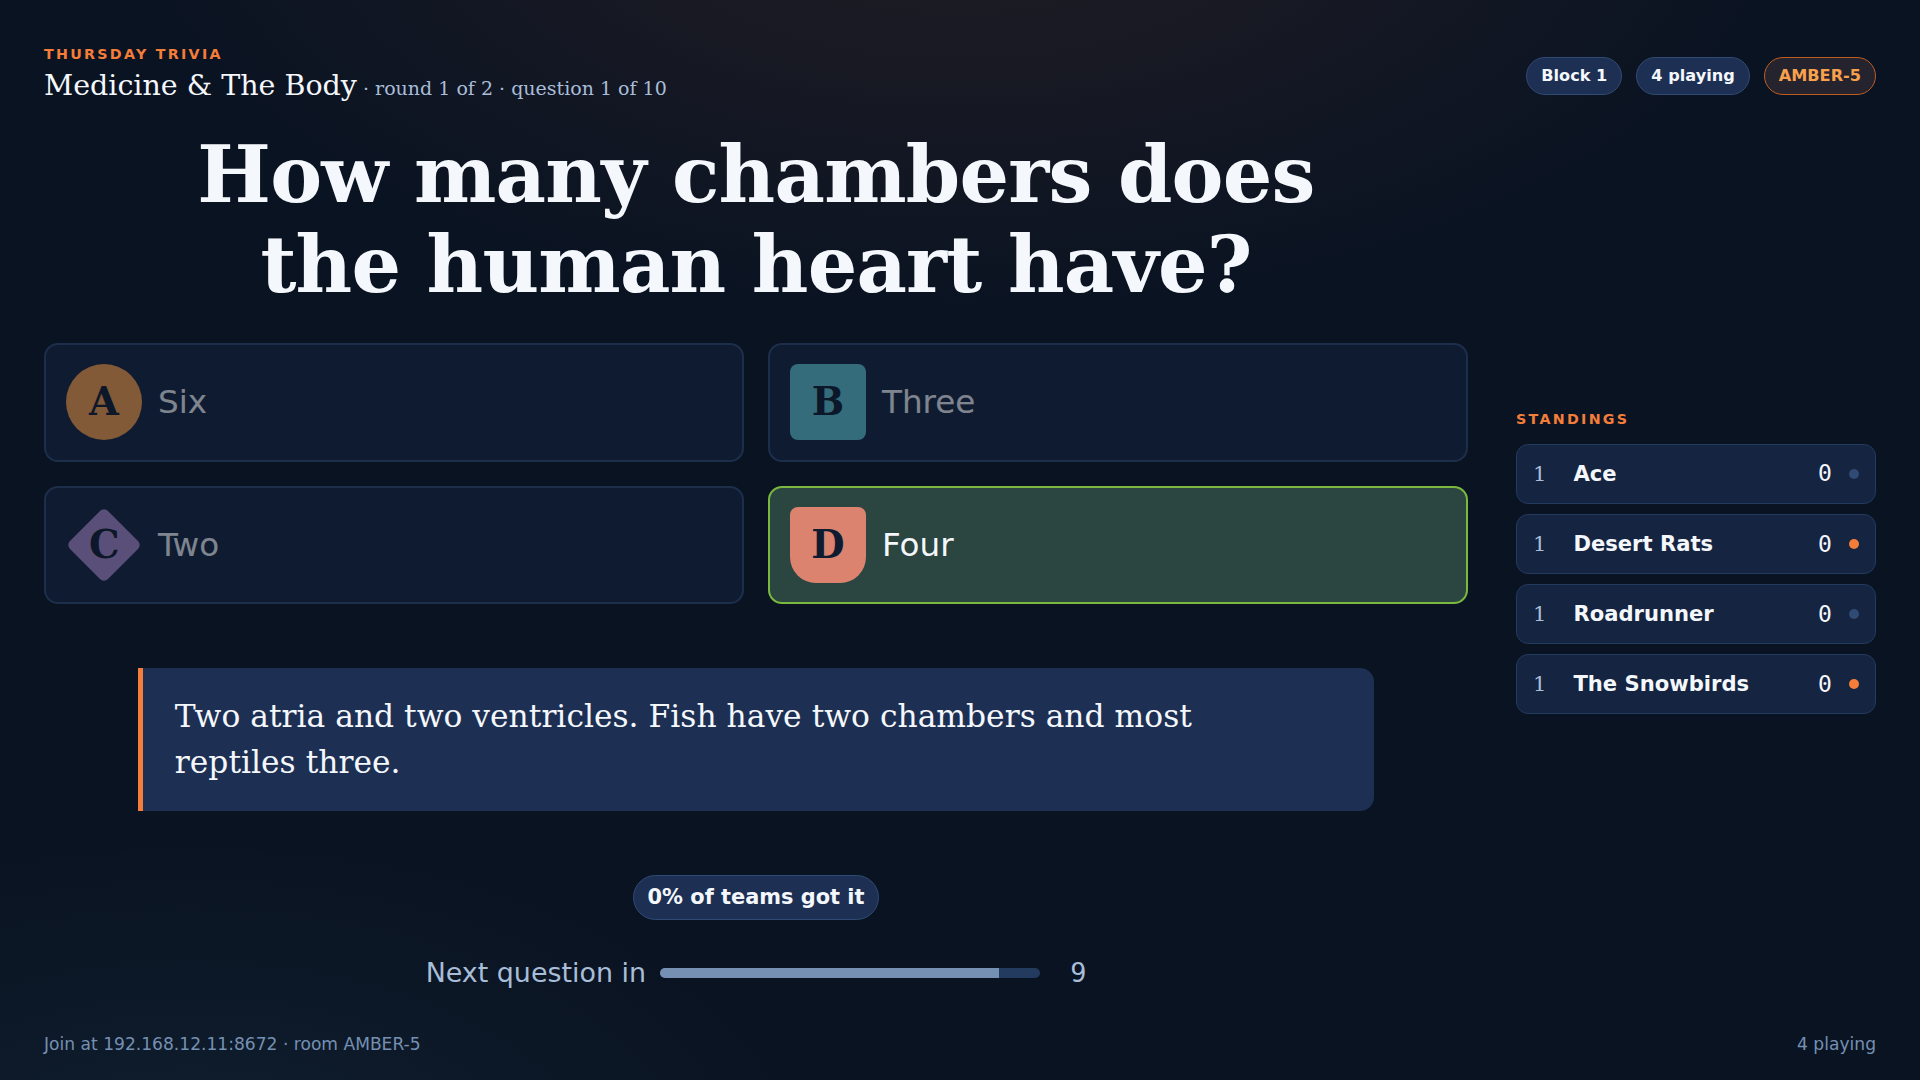 THURSDAY TRIVIA
Medicine & The Body · round 1 of 2 · question 1 of 10
Block 1
4 playing
AMBER-5
How many chambers does
the human heart have?
A Six
B Three
C Two
D Four
Two atria and two ventricles. Fish have two chambers and most
reptiles three.
0% of teams got it
Next question in 9
STANDINGS
1 Ace 0
1 Desert Rats 0
1 Roadrunner 0
1 The Snowbirds 0
Join at 192.168.12.11:8672 · room AMBER-5
4 playing